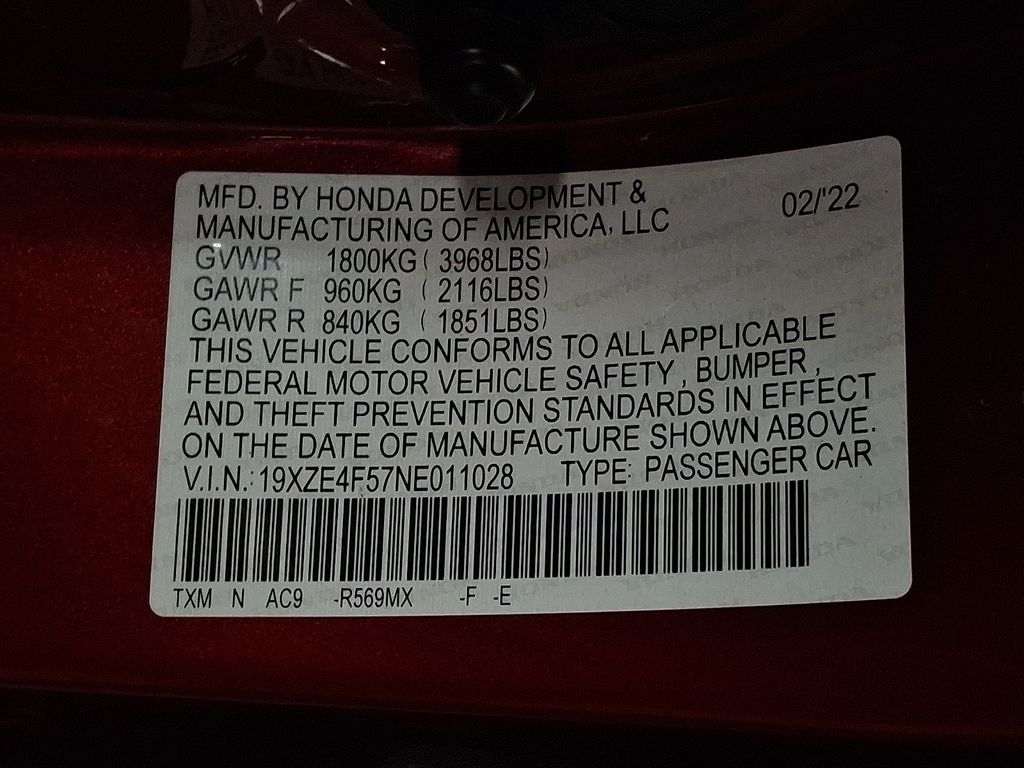 MFD. BY HONDA DEVELOPMENT &
MANUFACTURING OF AMERICA, LLC
02/'22
GVWR 1800KG ( 3968LBS)
GAWR F 960KG ( 2116LBS)
GAWR R 840KG ( 1851LBS)
THIS VEHICLE CONFORMS TO ALL APPLICABLE
FEDERAL MOTOR VEHICLE SAFETY , BUMPER ,
AND THEFT PREVENTION STANDARDS IN EFFECT
ON THE DATE OF MANUFACTURE SHOWN ABOVE.
V.I.N.: 19XZE4F57NE011028 TYPE: PASSENGER CAR
TXM N AC9 -R569MX -F -E